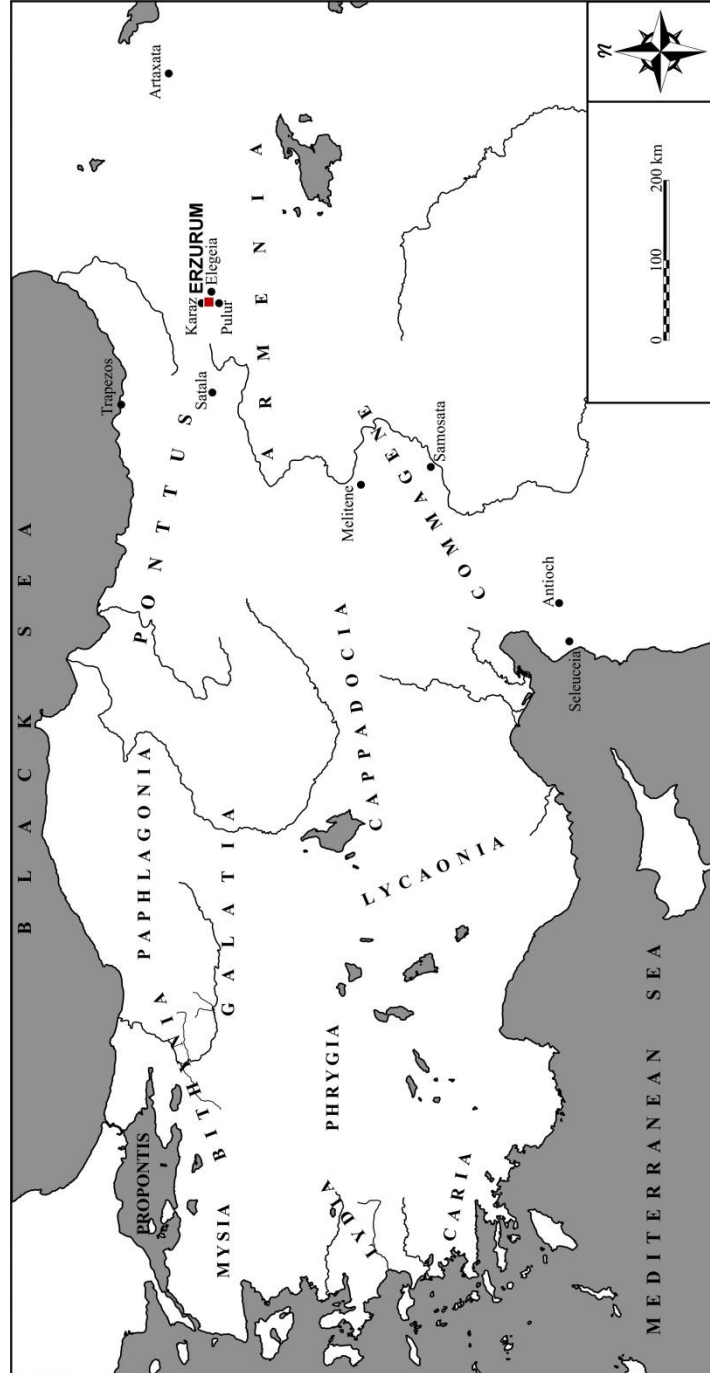 BLACK SEA
PROPONTIS
PAPHLAGONIA
BITHYNIA
MYSIA
GALATIA
PONTTUS
Trapezos
Satala
Karaz
ERZURUM
Elegeia
Pulur
Artaxata
ARMENIA
PHRYGIA
LYDIA
CARIA
LYCAONIA
CAPPADOCIA
Melitene
COMMAGENE
Samosata
Antioch
Seleuceia
MEDITERRANEAN SEA
0 100 200 km
n